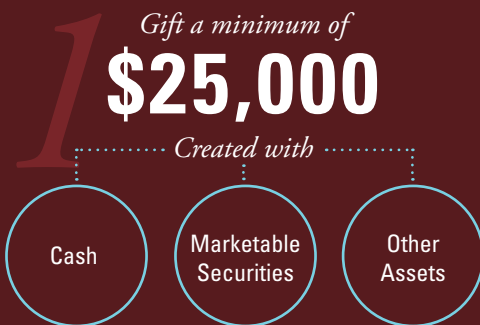 1
Gift a minimum of
$25,000
Created with
Cash
Marketable
Securities
Other
Assets